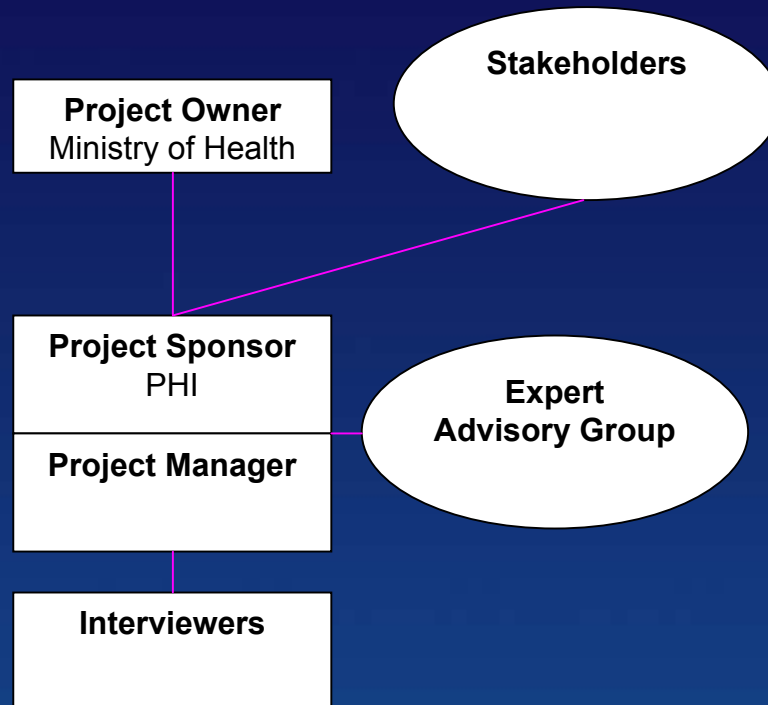 Stakeholders
Project Owner
Ministry of Health
Project Sponsor
PHI
Expert
Advisory Group
Project Manager
Interviewers